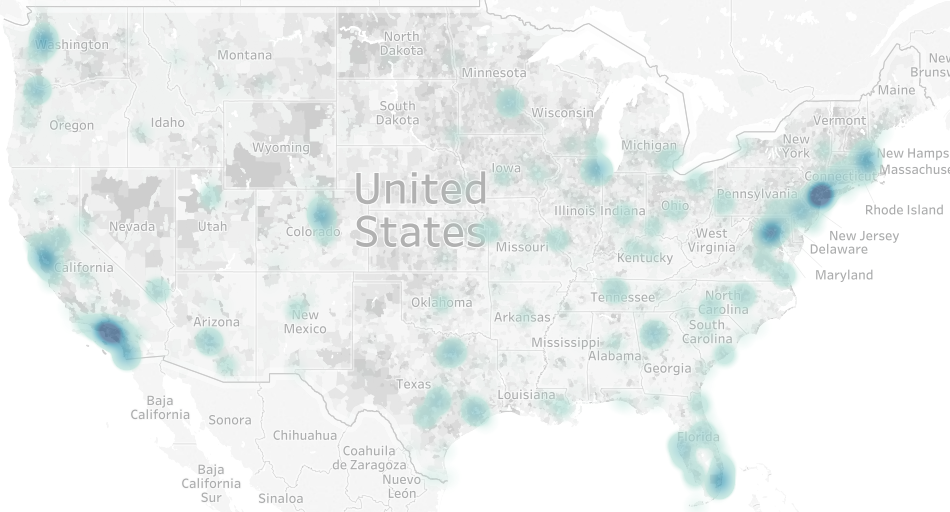 Washington
Montana
North
Dakota
Minnesota
Maine
New
Brunsw
Oregon
Idaho
South
Dakota
Wisconsin
Michigan
Vermont
New Hamps
Wyoming
New
York
Massachuse
Connecticut
Iowa
United
States
Nevada
Utah
Colorado
Illinois
Indiana
Ohio
Pennsylvania
Rhode Island
New Jersey
Delaware
Missouri
West
Virginia
Kentucky
Maryland
California
Arizona
New
Mexico
Oklahoma
Arkansas
Tennessee
North
Carolina
South
Carolina
Mississippi
Alabama
Georgia
Texas
Louisiana
Florida
Baja
California
Sonora
Chihuahua
Coahuila
de Zaragoza
Nuevo
León
Baja
California
Sur
Sinaloa